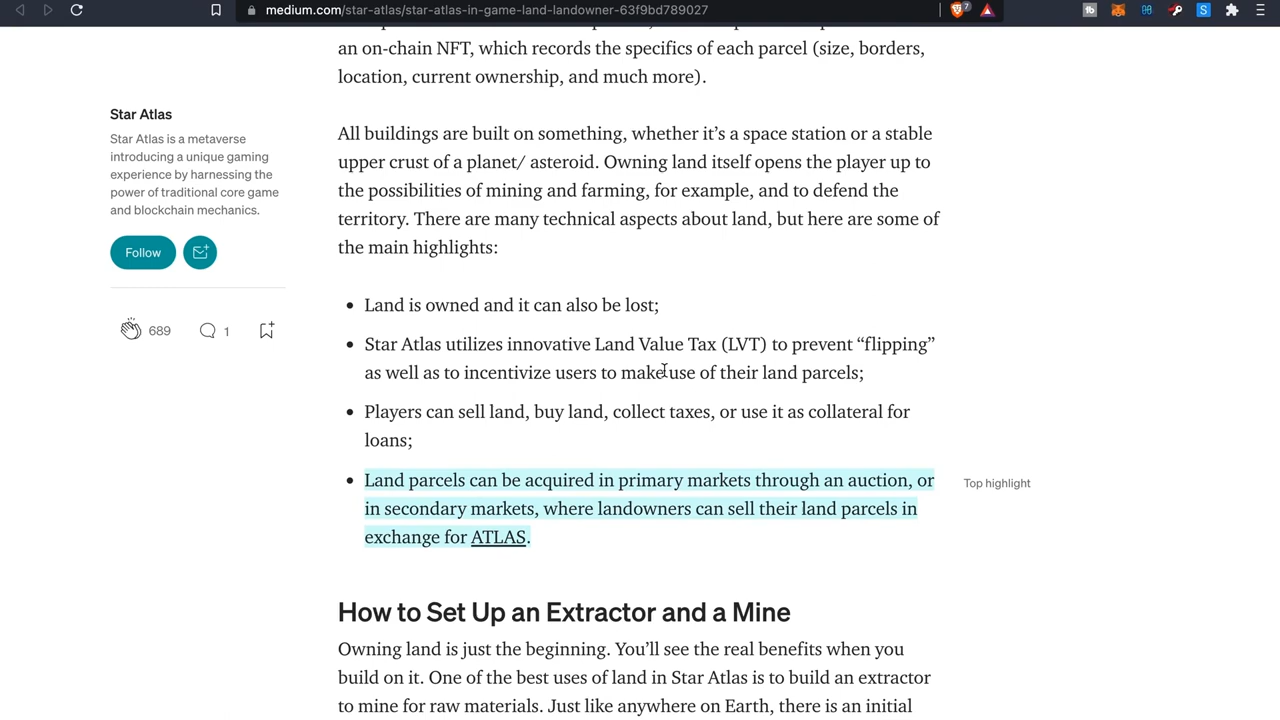 medium.com/star-atlas/star-atlas-in-game-land-landowner-63f9bd789027
7
tb
S
an on-chain NFT, which records the specifics of each parcel (size, borders,
location, current ownership, and much more).
Star Atlas
Star Atlas is a metaverse
introducing a unique gaming
experience by harnessing the
power of traditional core game
and blockchain mechanics.
Follow
689
1
All buildings are built on something, whether it’s a space station or a stable
upper crust of a planet/ asteroid. Owning land itself opens the player up to
the possibilities of mining and farming, for example, and to defend the
territory. There are many technical aspects about land, but here are some of
the main highlights:
• Land is owned and it can also be lost;
• Star Atlas utilizes innovative Land Value Tax (LVT) to prevent “flipping”
as well as to incentivize users to make use of their land parcels;
• Players can sell land, buy land, collect taxes, or use it as collateral for
loans;
• Land parcels can be acquired in primary markets through an auction, or
in secondary markets, where landowners can sell their land parcels in
exchange for ATLAS.
Top highlight
How to Set Up an Extractor and a Mine
Owning land is just the beginning. You’ll see the real benefits when you
build on it. One of the best uses of land in Star Atlas is to build an extractor
to mine for raw materials. Just like anywhere on Earth, there is an initial